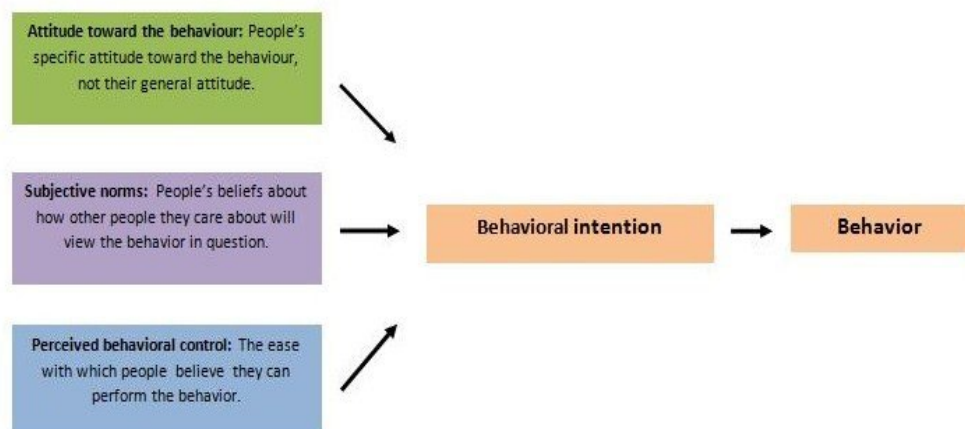 Attitude toward the behaviour: People's
specific attitude toward the behaviour,
not their general attitude.
Subjective norms: People's beliefs about
how other people they care about will
view the behavior in question.
Perceived behavioral control: The ease
with which people believe they can
perform the behavior.
Behavioral intention
Behavior